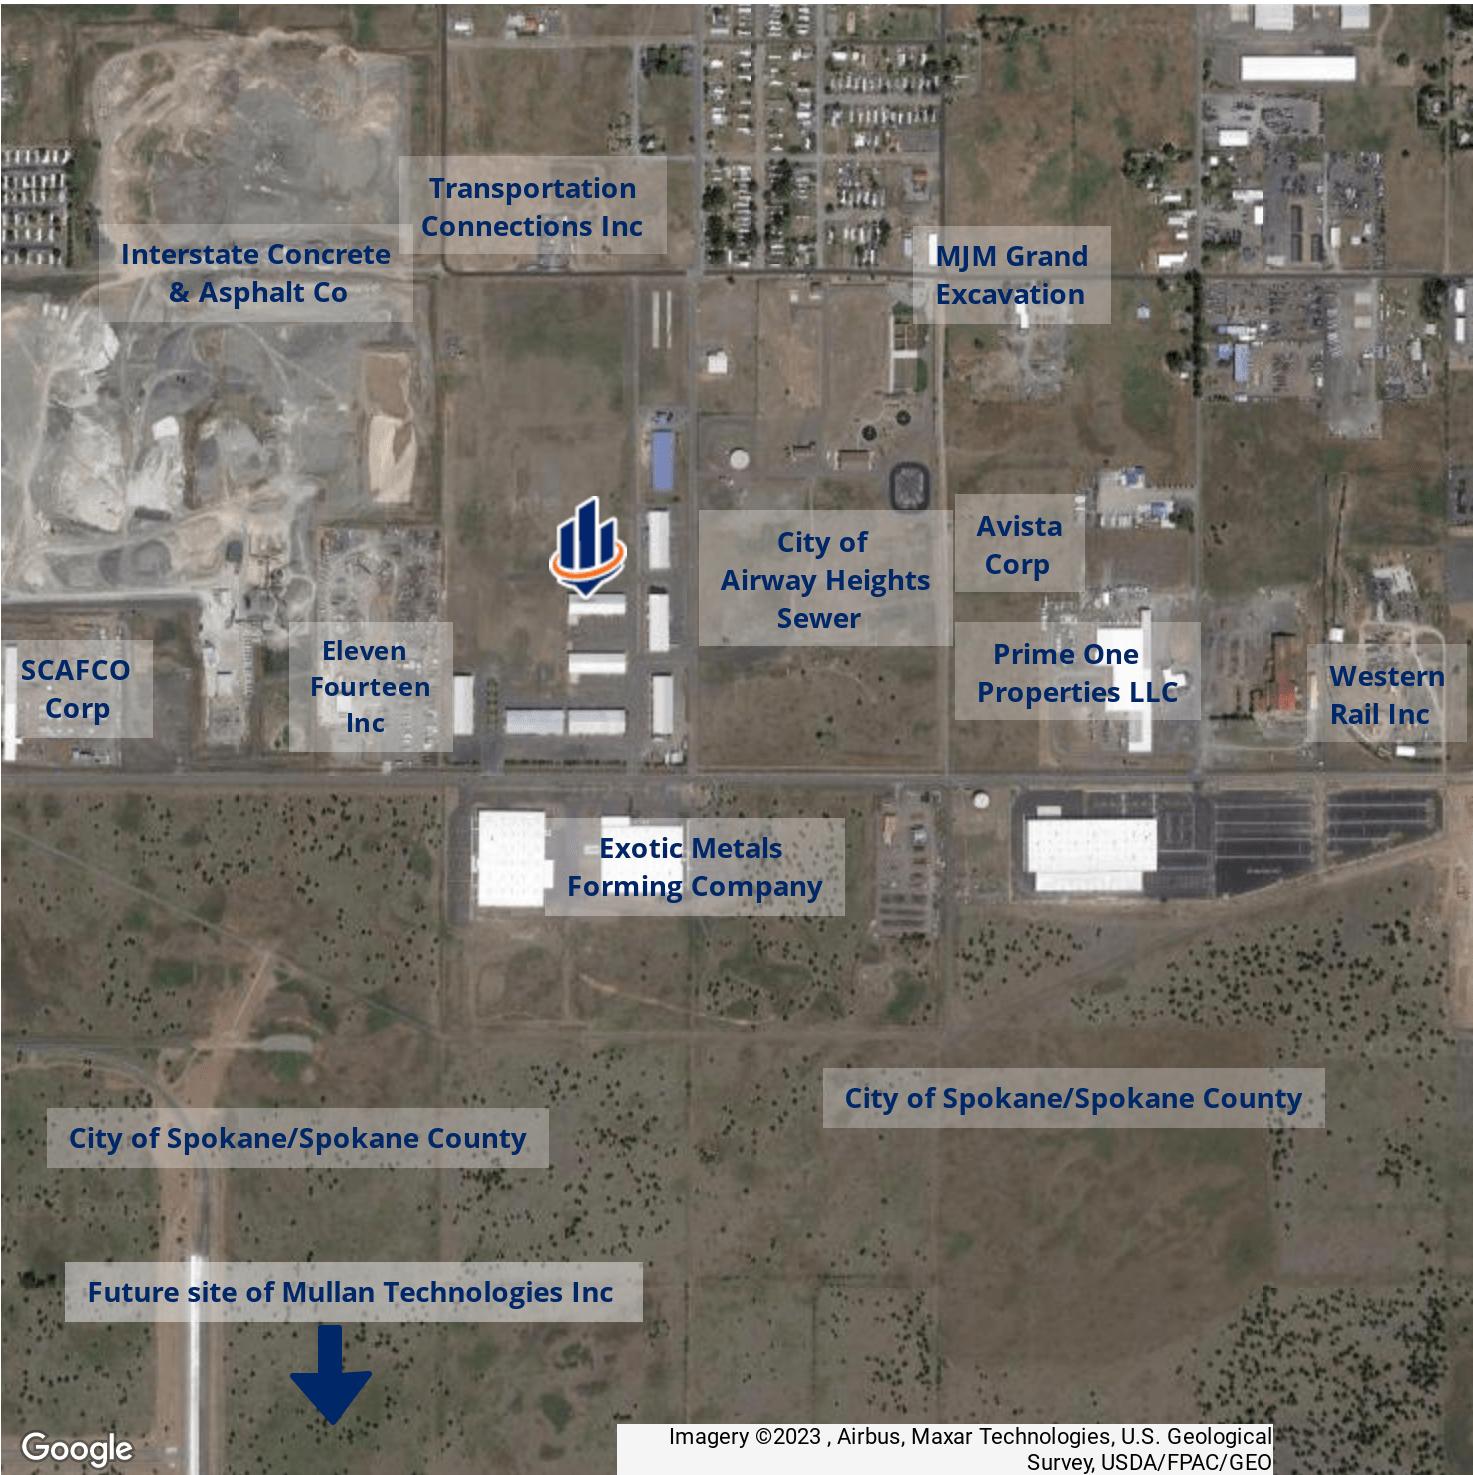 Transportation
Connections Inc
Interstate Concrete
& Asphalt Co
MJM Grand
Excavation
City of
Airway Heights
Sewer
Avista
Corp
SCAFCO
Corp
Eleven
Fourteen
Inc
Prime One
Properties LLC
Western
Rail Inc
Exotic Metals
Forming Company
City of Spokane/Spokane County
City of Spokane/Spokane County
Future site of Mullan Technologies Inc
Google
Imagery ©2023 , Airbus, Maxar Technologies, U.S. Geological
Survey, USDA/FPAC/GEO